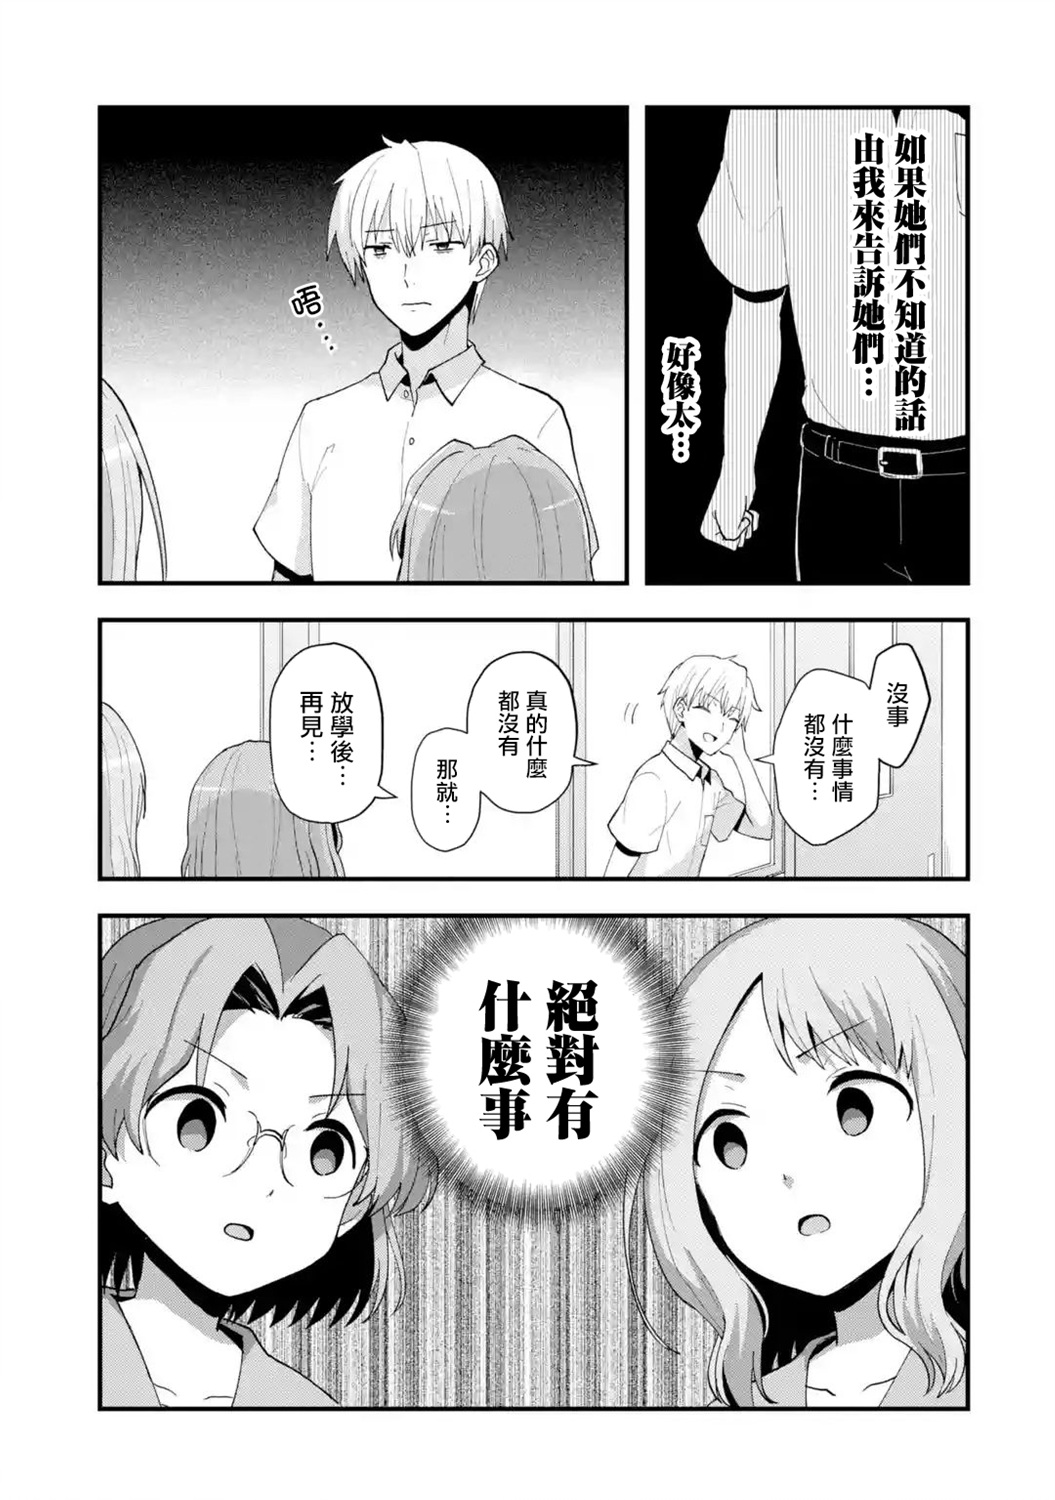 如果她們不知道的話
由我來告訴她們…
好像太…
唔…
沒事
什麼事情
都沒有…
真的什麼
都沒有
那就…
放學後…
再見…
絕對有
什麼事